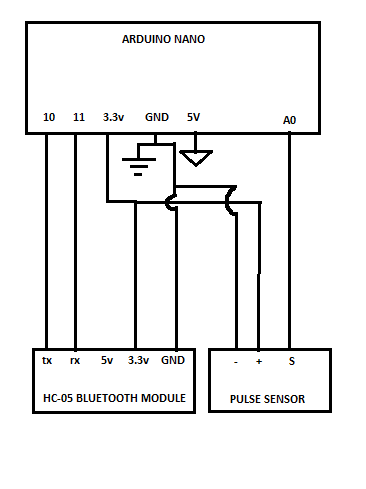 ARDUINO NANO
10 11 3.3v GND 5V A0
tx rx 5v 3.3v GND - + S
HC-05 BLUETOOTH MODULE PULSE SENSOR